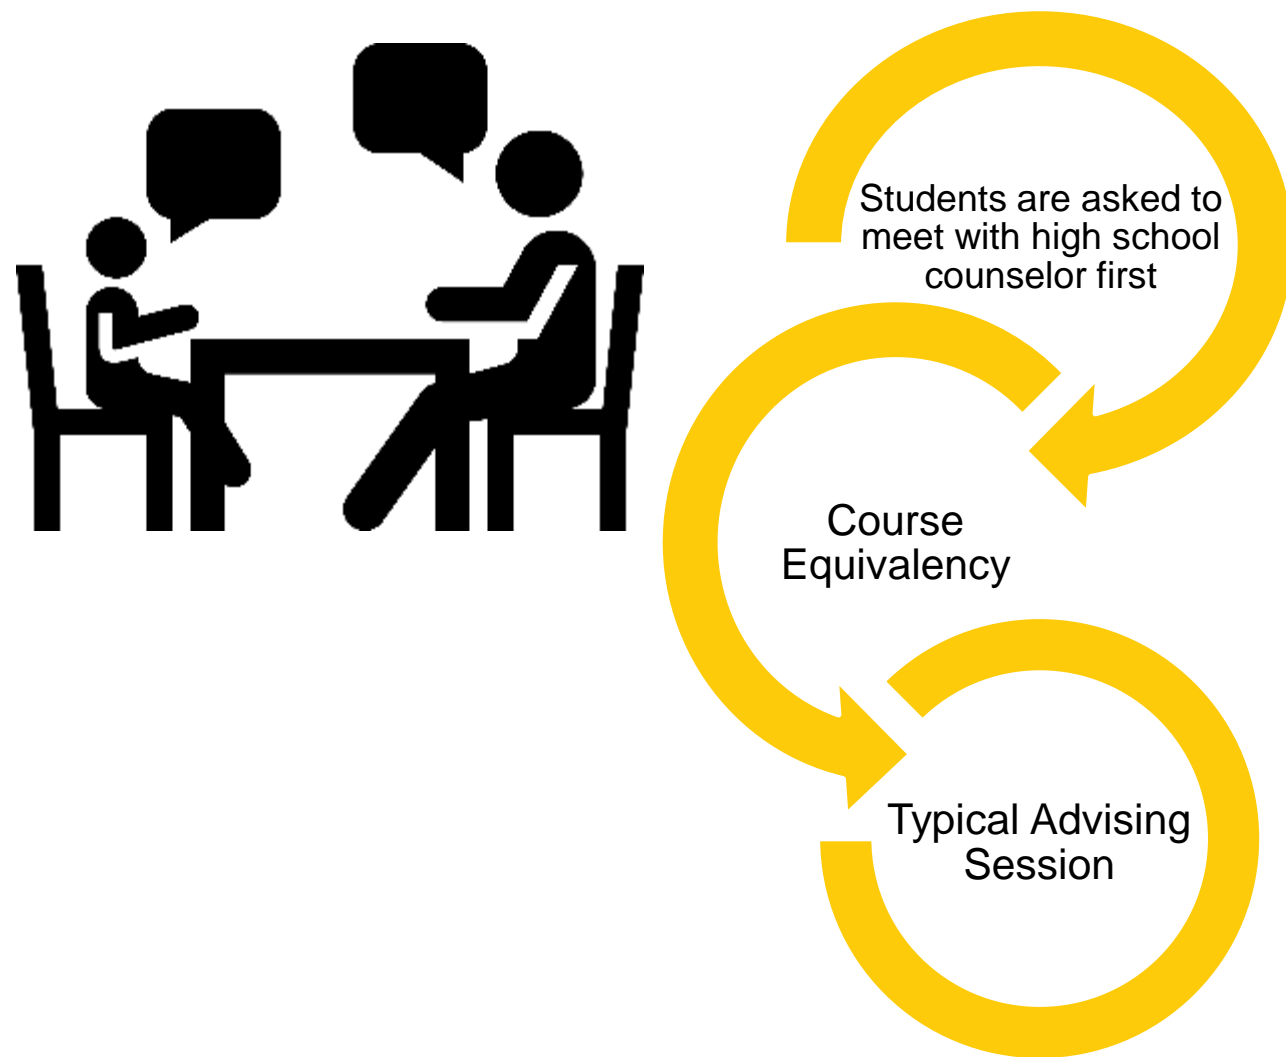 Students are asked to
meet with high school
counselor first
Course
Equivalency
Typical Advising
Session